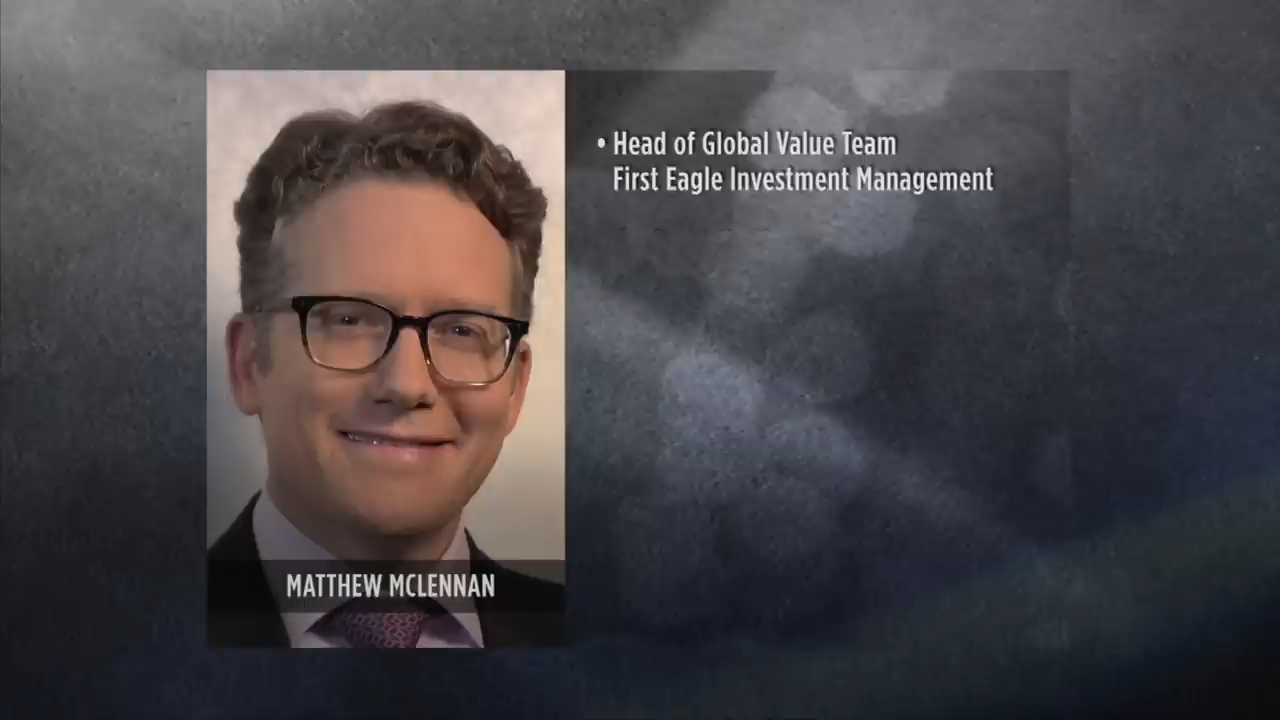 • Head of Global Value Team
First Eagle Investment Management
MATTHEW MCLENNAN